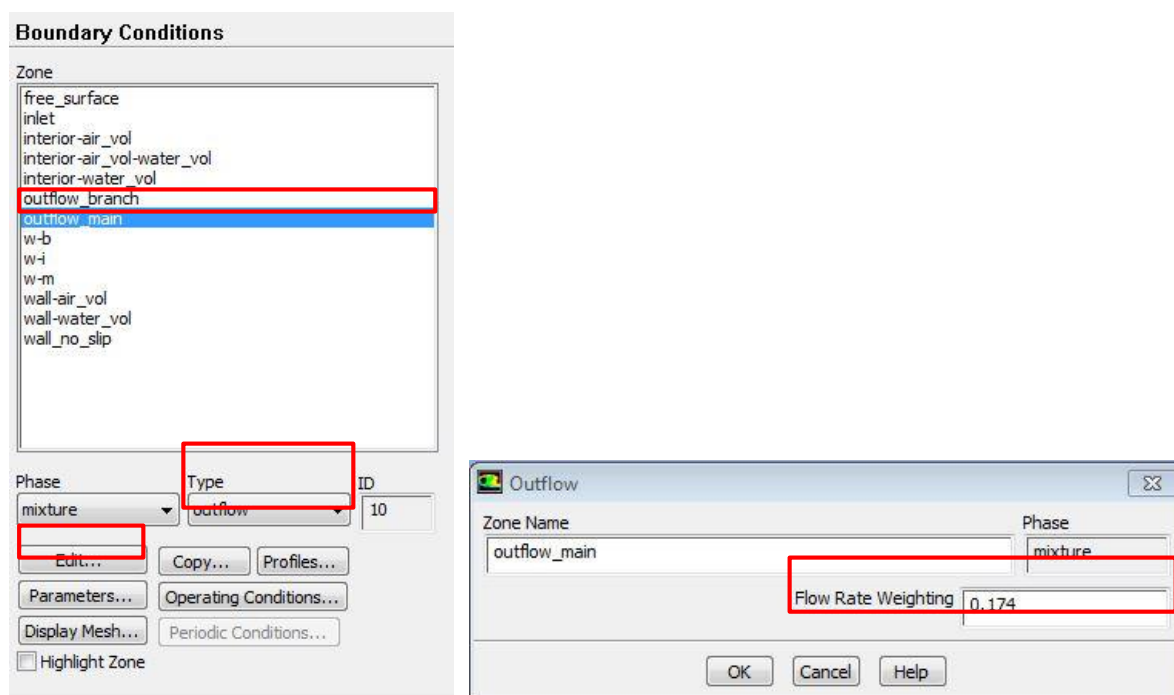 Boundary Conditions
Zone
free_surface
inlet
interior-air_vol
interior-air_vol-water_vol
interior-water_vol
outflow_branch
outflow_main
w-b
w-i
w-m
wall-air_vol
wall-water_vol
wall_no_slip
Phase Type ID
mixture outflow 10
Edit... Copy... Profiles...
Parameters... Operating Conditions...
Display Mesh... Periodic Conditions...
Highlight Zone
Outflow
Zone Name Phase
outflow_main mixture
Flow Rate Weighting 0.174
OK Cancel Help